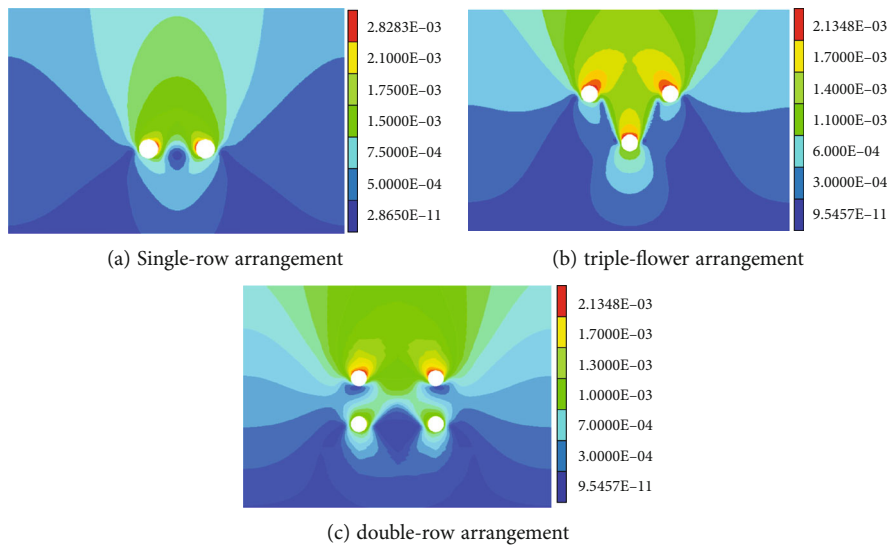 2.8283E–03
2.1000E–03
1.7500E–03
1.5000E–03
7.5000E–04
5.0000E–04
2.8650E–11
(a) Single-row arrangement
2.1348E–03
1.7000E–03
1.4000E–03
1.1000E–03
6.000E–04
3.0000E–04
9.5457E–11
(b) triple-flower arrangement
2.1348E–03
1.7000E–03
1.3000E–03
1.0000E–03
7.0000E–04
3.0000E–04
9.5457E–11
(c) double-row arrangement